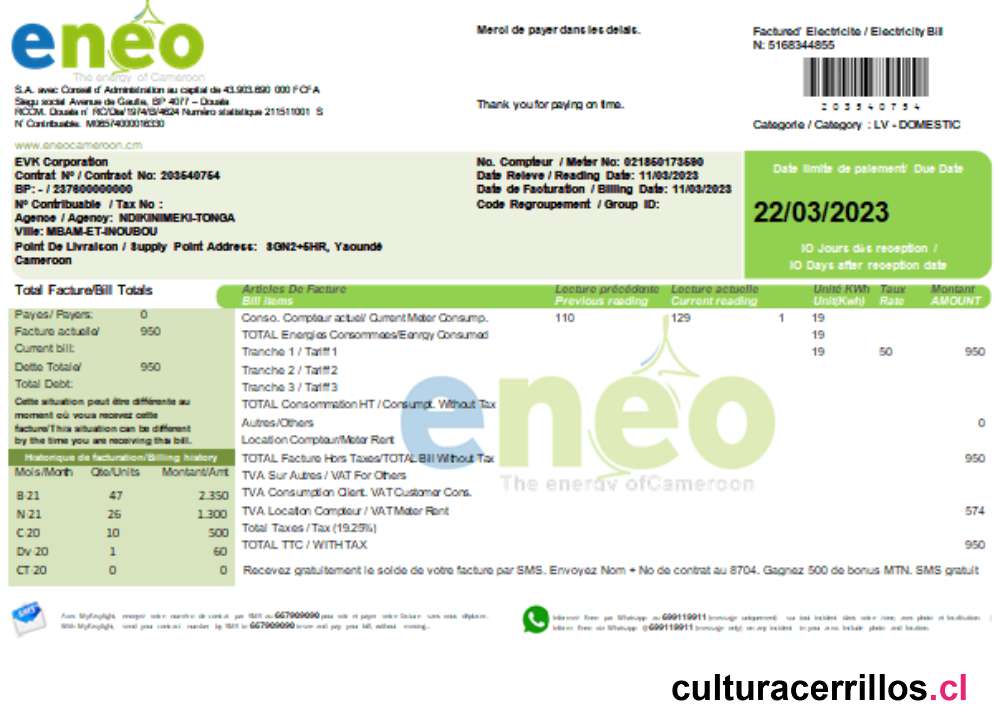 eneo
The energy of Cameroon
S.A. avec Conseil d' Administration au capital de 43.903.690 000 FCFA
Siegu social Avenue de Gaulle, BP 4077 – Douala
RCCM. Douala n° RC/Dla/1974/B/4624 Numéro statistique 211511001 S
N° Contribuable. M06574000016330
www.eneocameroon.cm
Merci de payer dans les delais.
Thank you for paying on time.
Factured' Electricite / Electricity Bill
N: 5168344855
203540754
Categorie / Category : LV - DOMESTIC
EVK Corporation
Contrat Nº / Contract No: 203540754
BP: - / 237600000000
Nº Contribuable / Tax No :
Agence / Agency: NDIKINIMEKI-TONGA
Ville: MBAM-ET-INOUBOU
Point De Livraison / Supply Point Address: 3GN2+5HR, Yaoundé
Cameroon
No. Compteur / Meter No: 021850173590
Date Releve / Reading Date: 11/03/2023
Date de Facturation / Billing Date: 11/03/2023
Code Regroupement / Group ID:
Date limite de paiement/ Due Date
22/03/2023
IO Jours dès reception /
IO Days after reception date
Total Facture/Bill Totals
Payes/ Payers: 0
Facture actuelle/ 950
Current bill:
Dette Totale/ 950
Total Debt:
Cette situation peut être différente au
moment où vous recevez cette
facture/This situation can be different
by the time you are receiving this bill.
Historique de facturation/Billing history
Mois/Month Qte/Units Montant/Amt
B-21 47 2.350
N-21 26 1.300
C-20 10 500
Dv-20 1 60
CT-20 0 0
Articles De Facture Lecture précédente Lecture actuelle Unité KWh Taux Montant
Bill items Previous reading Current reading Unit(Kwh) Rate AMOUNT
Conso. Compteur actuel/ Current Meter Consump. 110 129 1 19
TOTAL Energies Consommees/Eenrgy Consumed 19
Tranche 1 / Tariff 1 19 50 950
Tranche 2 / Tariff 2
Tranche 3 / Tariff 3
TOTAL Consommation HT / Consumpt. Without Tax
Autres/Others 0
Location Compteur/Meter Rent
TOTAL Facture Hors Taxes/TOTAL Bill Without Tax 950
TVA Sur Autres / VAT For Others
TVA Consumption Client. VAT Customer Cons.
TVA Location Compteur / VAT Meter Rent 574
Total Taxes / Tax (19.25%)
TOTAL TTC / WITH TAX 950
eneo
The energy of Cameroon
Recevez gratuitement le solde de votre facture par SMS. Envoyez Nom + No de contrat au 8704. Gagnez 500 de bonus MTN. SMS gratuit
SMS
667909090
667909090
699119911
699119911
culturacerrillos.cl